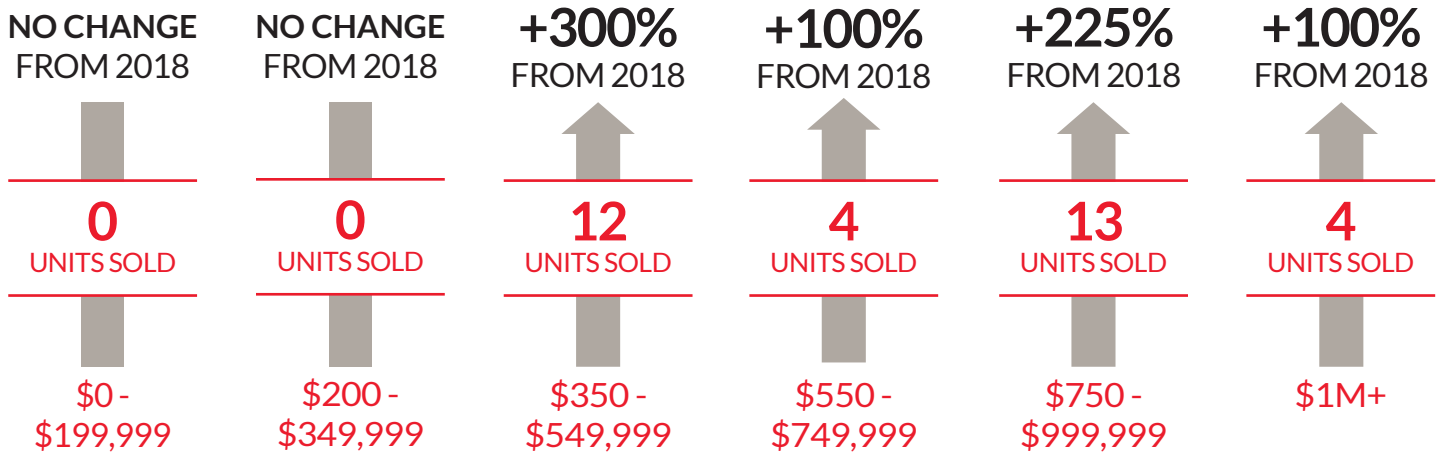 NO CHANGE
FROM 2018
0
UNITS SOLD
$0 -
$199,999
NO CHANGE
FROM 2018
0
UNITS SOLD
$200 -
$349,999
+300%
FROM 2018
12
UNITS SOLD
$350 -
$549,999
+100%
FROM 2018
4
UNITS SOLD
$550 -
$749,999
+225%
FROM 2018
13
UNITS SOLD
$750 -
$999,999
+100%
FROM 2018
4
UNITS SOLD
$1M+